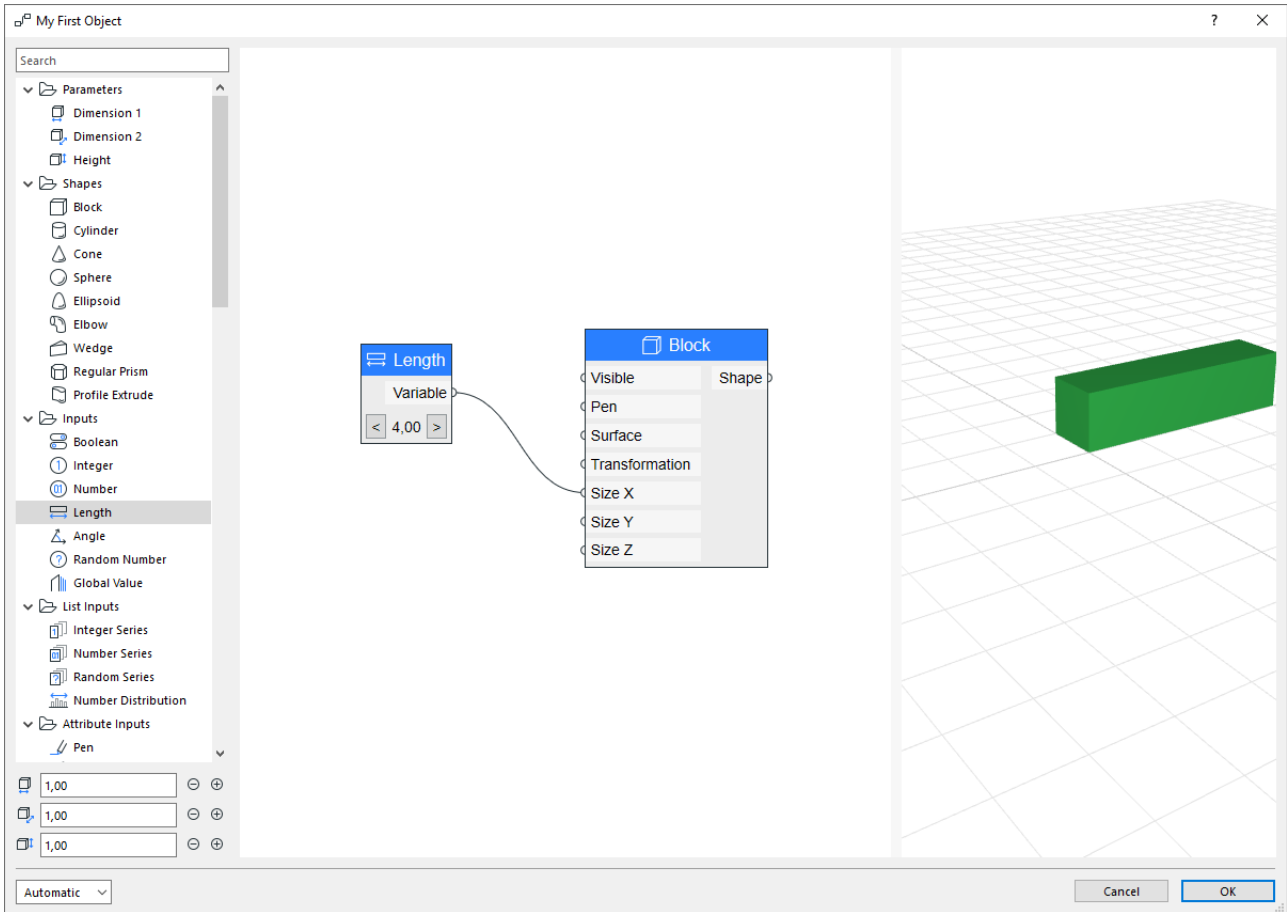 My First Object
?
Search
Parameters
Dimension 1
Dimension 2
Height
Shapes
Block
Cylinder
Cone
Sphere
Ellipsoid
Elbow
Wedge
Regular Prism
Profile Extrude
Inputs
Boolean
Integer
Number
Length
Angle
Random Number
Global Value
List Inputs
Integer Series
Number Series
Random Series
Number Distribution
Attribute Inputs
Pen
1,00
1,00
1,00
Automatic
Length
Variable
< 4,00 >
Block
Visible Shape
Pen
Surface
Transformation
Size X
Size Y
Size Z
Cancel OK